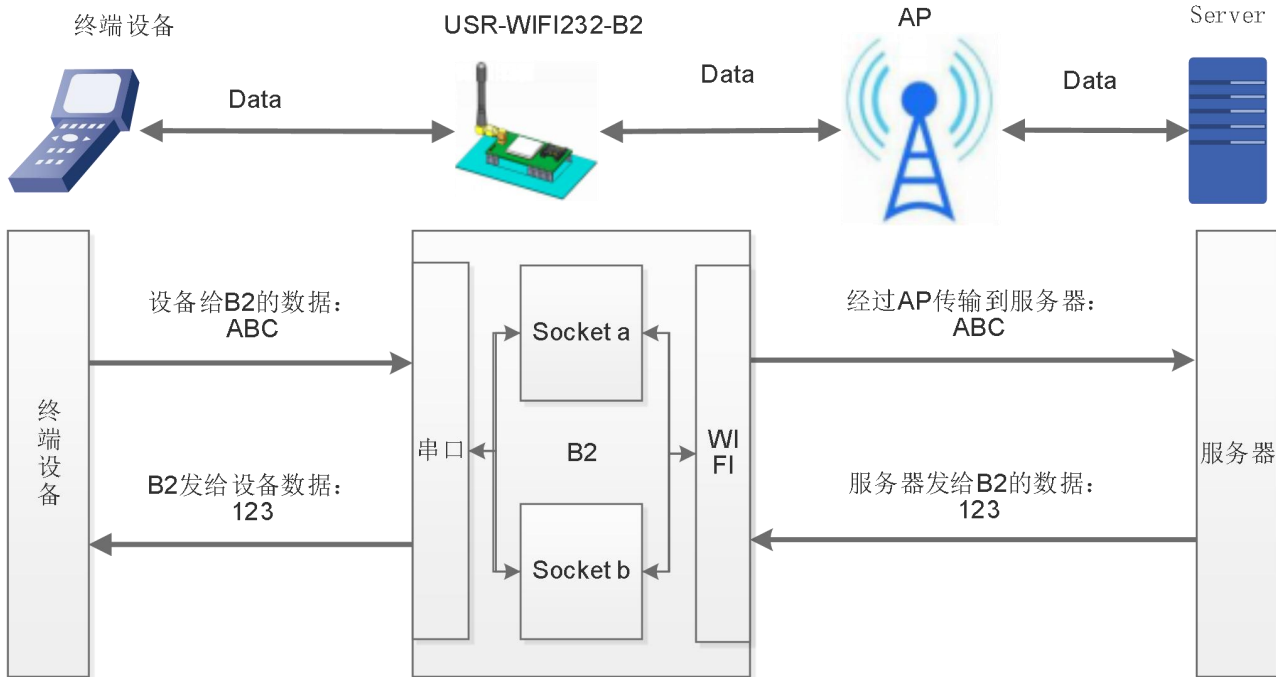 终端设备
USR-WIFI232-B2
AP
Server
Data
Data
Data
设备给B2的数据：
ABC
经过AP传输到服务器：
ABC
Socket a
终端设备
串口
B2
WI
FI
服务器
B2发给设备数据：
123
服务器发给B2的数据：
123
Socket b